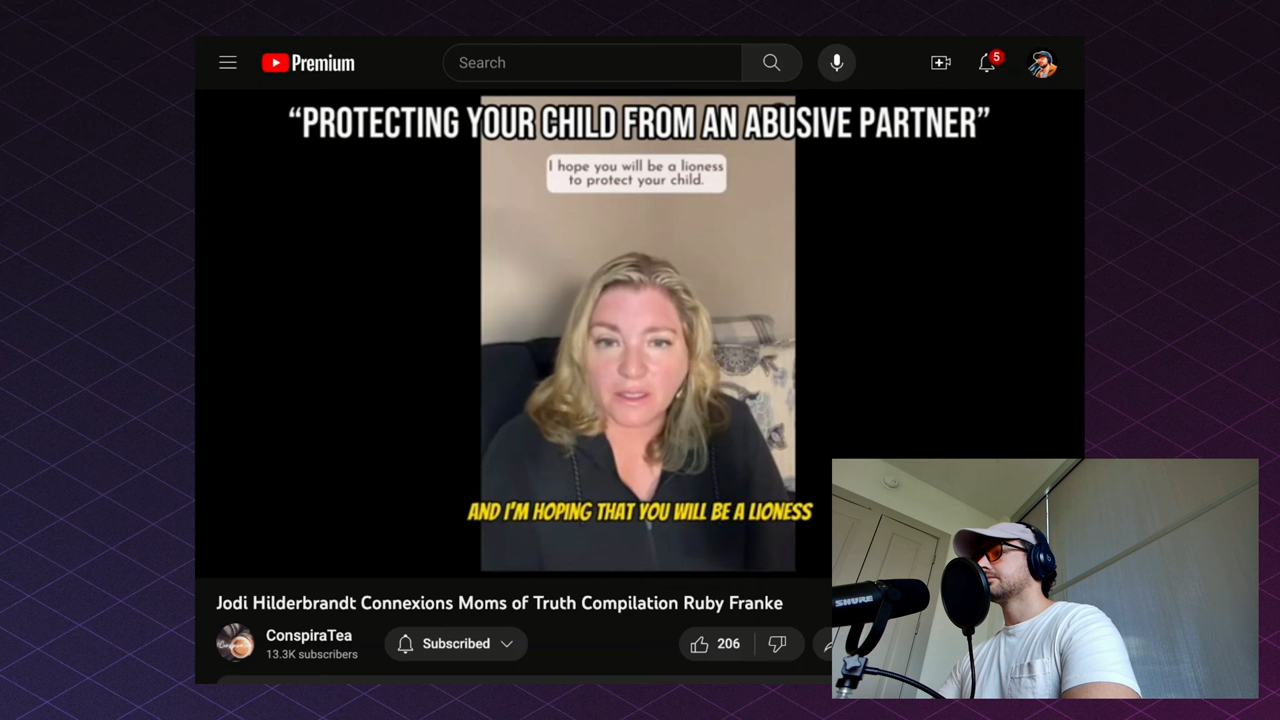 Premium
Search
5
“PROTECTING YOUR CHILD FROM AN ABUSIVE PARTNER”
I hope you will be a lioness
to protect your child.
AND I'M HOPING THAT YOU WILL BE A LIONESS
Jodi Hilderbrandt Connexions Moms of Truth Compilation Ruby Franke
ConspiraTea
13.3K subscribers
Subscribed
206
SHURE